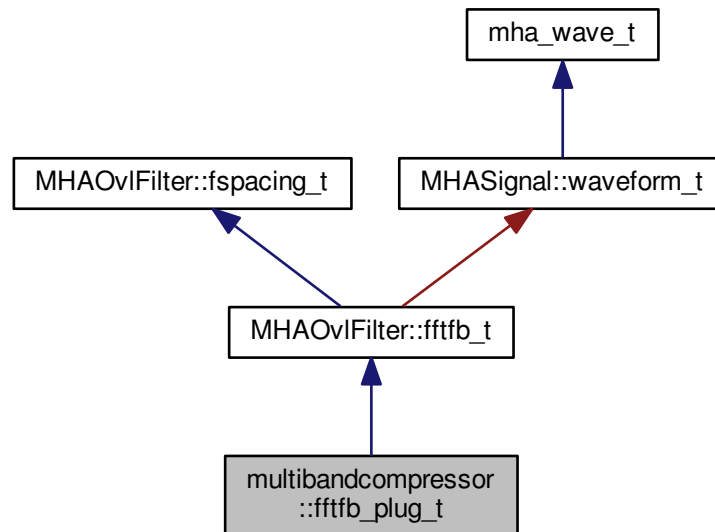 mha_wave_t
MHAOvlFilter::fspacing_t
MHASignal::waveform_t
MHAOvlFilter::fftfb_t
multibandcompressor
::fftfb_plug_t